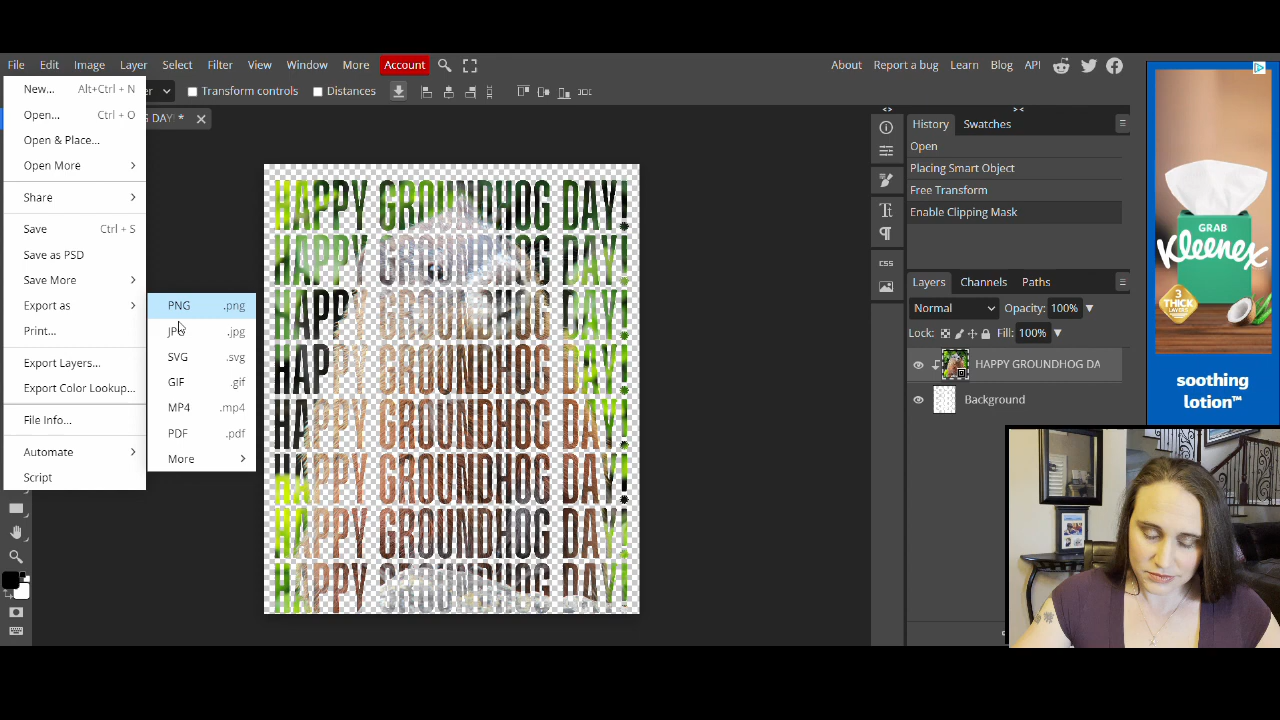 File Edit Image Layer Select Filter View Window More Account
About Report a bug Learn Blog API
Transform controls Distances
DAY! *
New... Alt+Ctrl + N
Open... Ctrl + O
Open & Place...
Open More
Share
Save Ctrl + S
Save as PSD
Save More
Export as
Print...
Export Layers...
Export Color Lookup...
File Info...
Automate
Script
PNG .png
JPG .jpg
SVG .svg
GIF .gif
MP4 .mp4
PDF .pdf
More
HAPPY GROUNDHOG DAY!
HAPPY GROUNDHOG DAY!
HAPPY GROUNDHOG DAY!
HAPPY GROUNDHOG DAY!
HAPPY GROUNDHOG DAY!
HAPPY GROUNDHOG DAY!
HAPPY GROUNDHOG DAY!
HAPPY GROUNDHOG DAY!
CSS
History Swatches
Open
Placing Smart Object
Free Transform
Enable Clipping Mask
Layers Channels Paths
Normal Opacity: 100%
Lock: Fill: 100%
HAPPY GROUNDHOG DA
Background
GRAB
Kleenex
3
THICK
LAYERS
soothing
lotion™